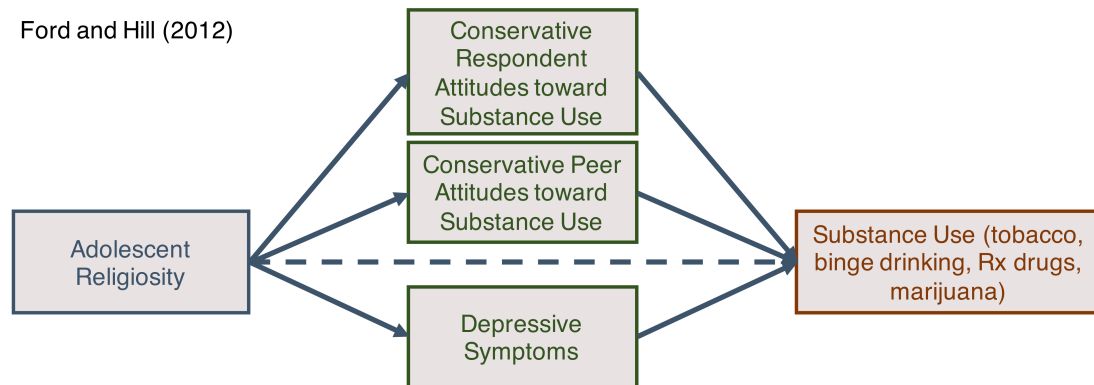 Ford and Hill (2012)
Conservative
Respondent
Attitudes toward
Substance Use
Conservative Peer
Attitudes toward
Substance Use
Adolescent
Religiosity
Substance Use (tobacco,
binge drinking, Rx drugs,
marijuana)
Depressive
Symptoms